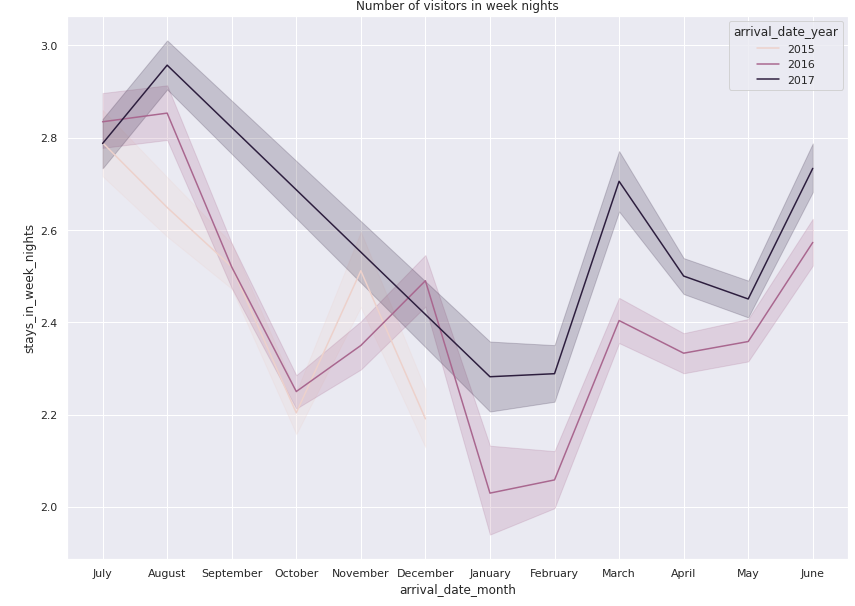 Number of visitors in week nights
arrival_date_year
2015
2016
2017
3.0
2.8
2.6
2.4
2.2
2.0
stays_in_week_nights
July August September October November December January February March April May June
arrival_date_month